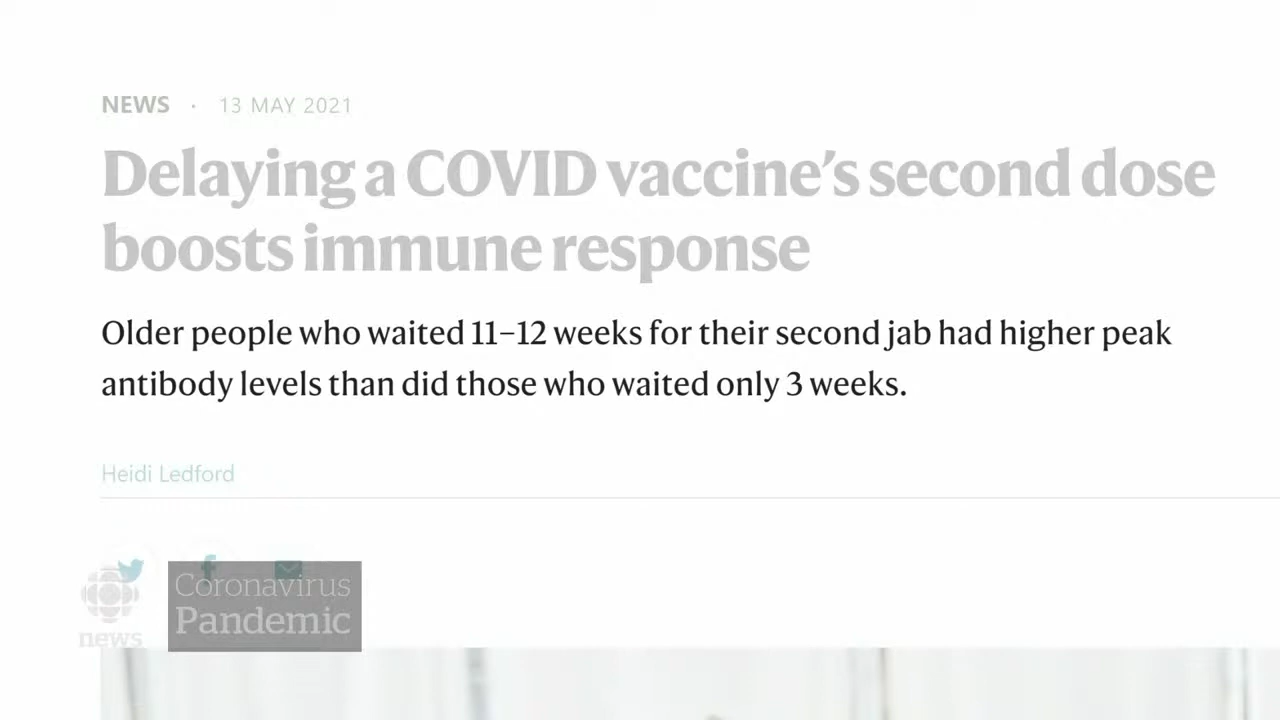 NEWS · 13 MAY 2021
Delaying a COVID vaccine’s second dose
boosts immune response
Older people who waited 11–12 weeks for their second jab had higher peak
antibody levels than did those who waited only 3 weeks.
Heidi Ledford
Coronavirus
Pandemic
news